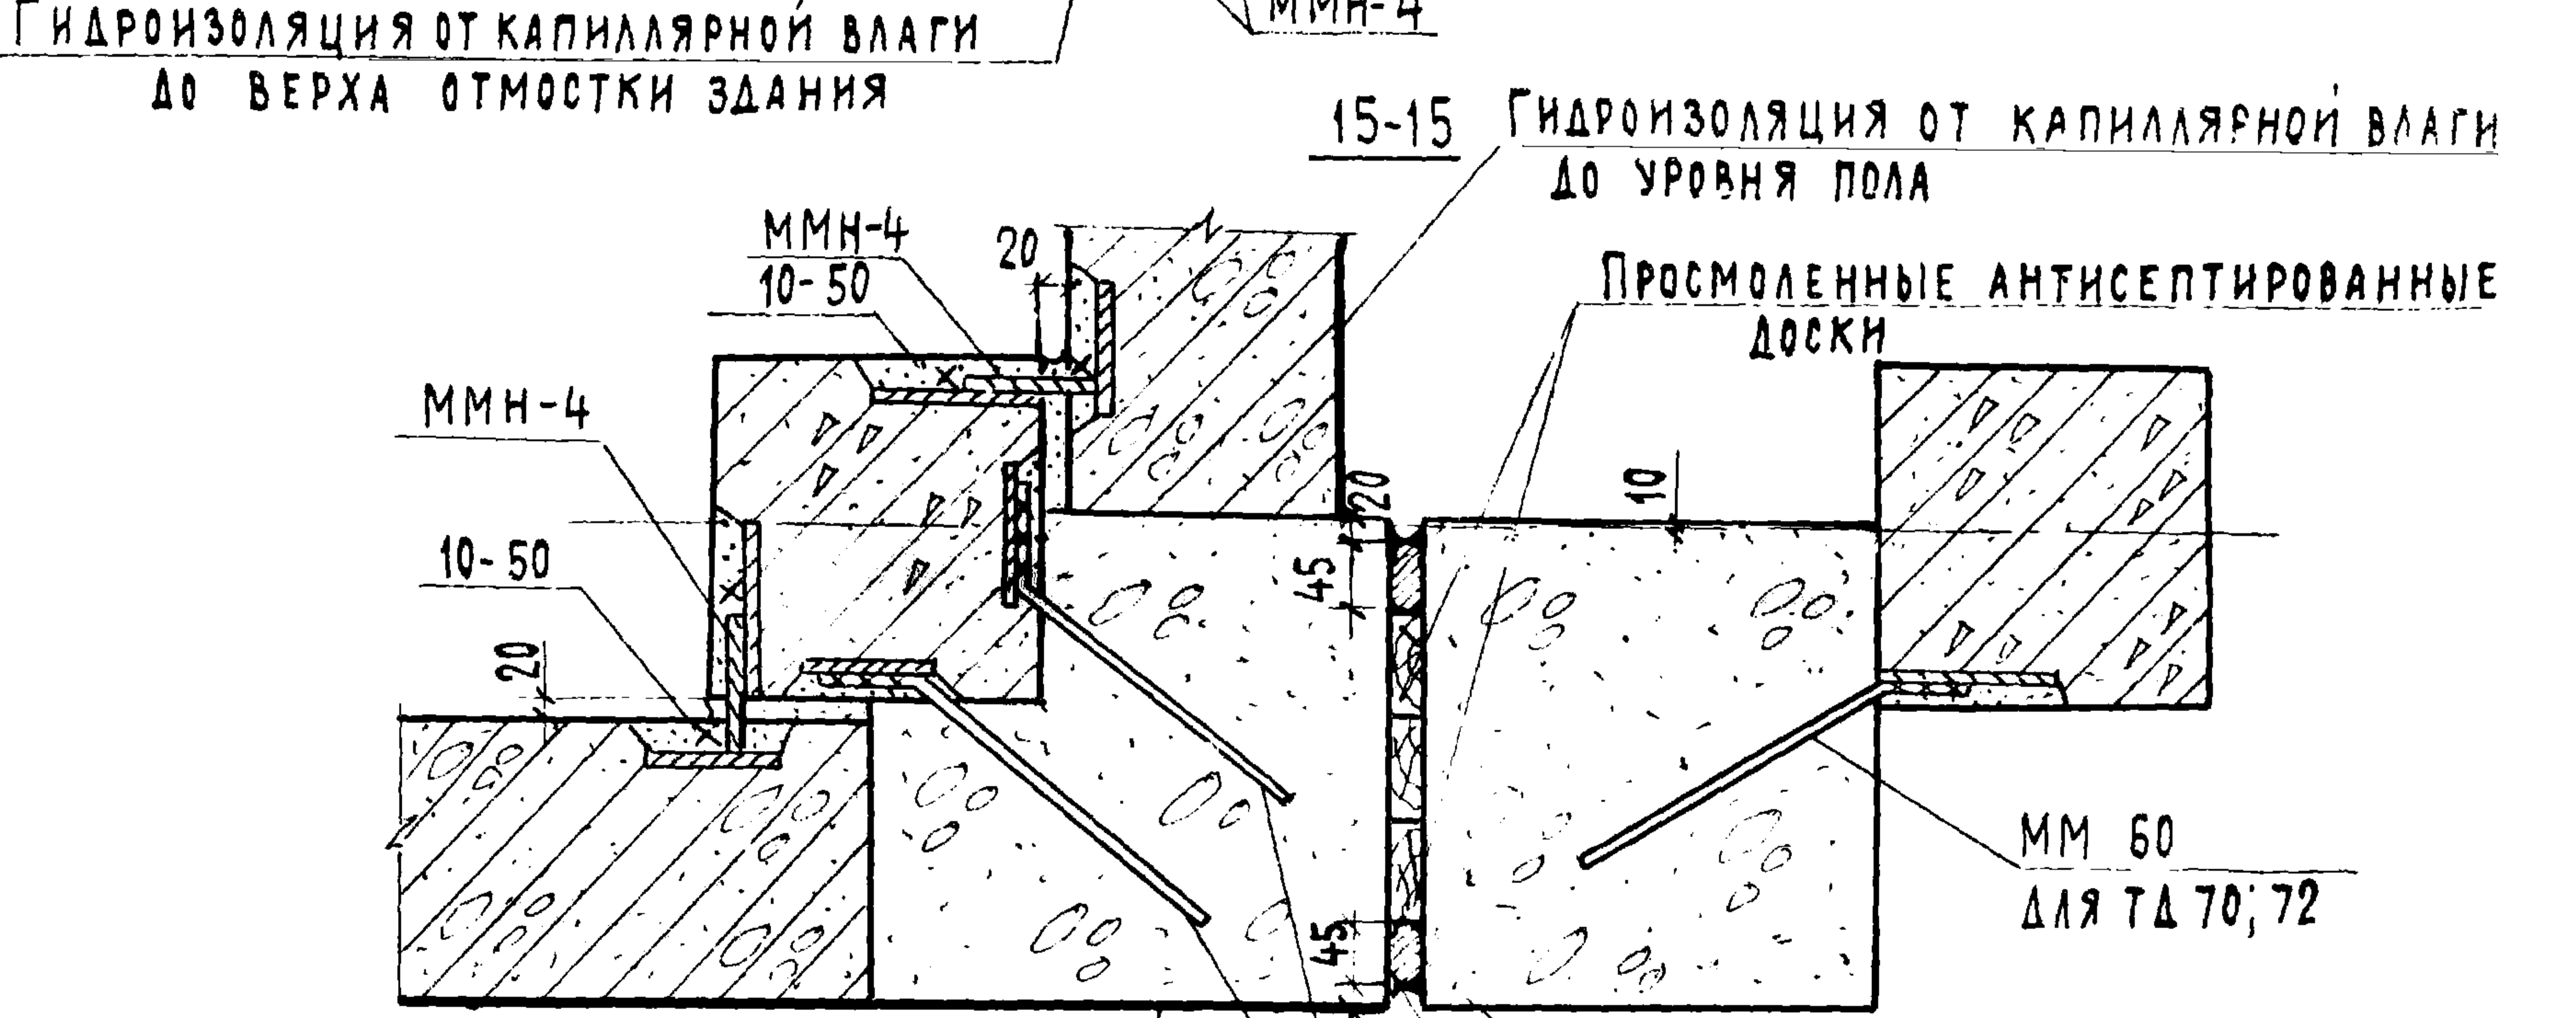 Гидроизоляция от капиллярной влаги
до верха отмостки здания
ММН-4
15-15
Гидроизоляция от капиллярной влаги
до уровня пола
ММН-4
10-50
20
Просмоленные антисептированные
доски
ММН-4
10-50
20
20
45
10
45
ММ 60
для ТД 70; 72